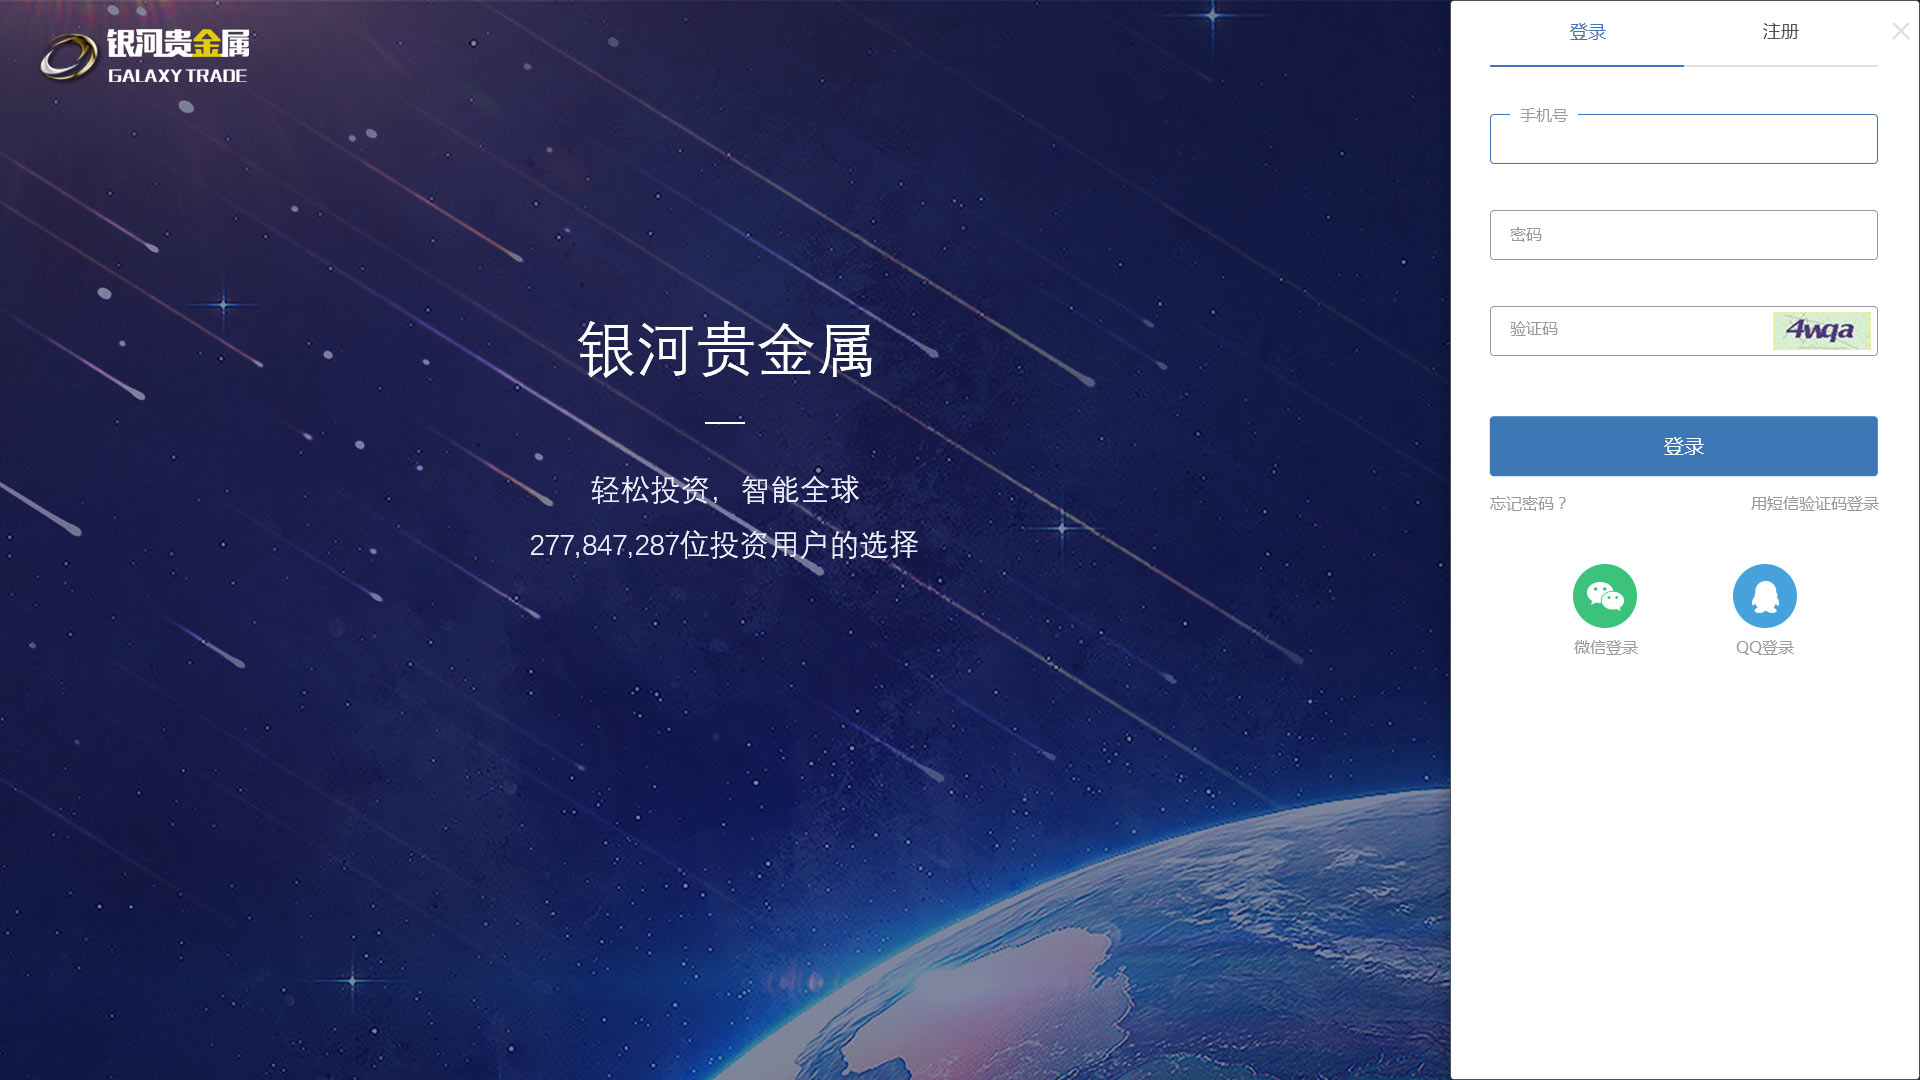 银河贵金属
GALAXY TRADE
银河贵金属
轻松投资，智能全球
277,847,287位投资用户的选择
登录
注册
手机号
密码
验证码
4wqa
登录
忘记密码？
用短信验证码登录
微信登录
QQ登录